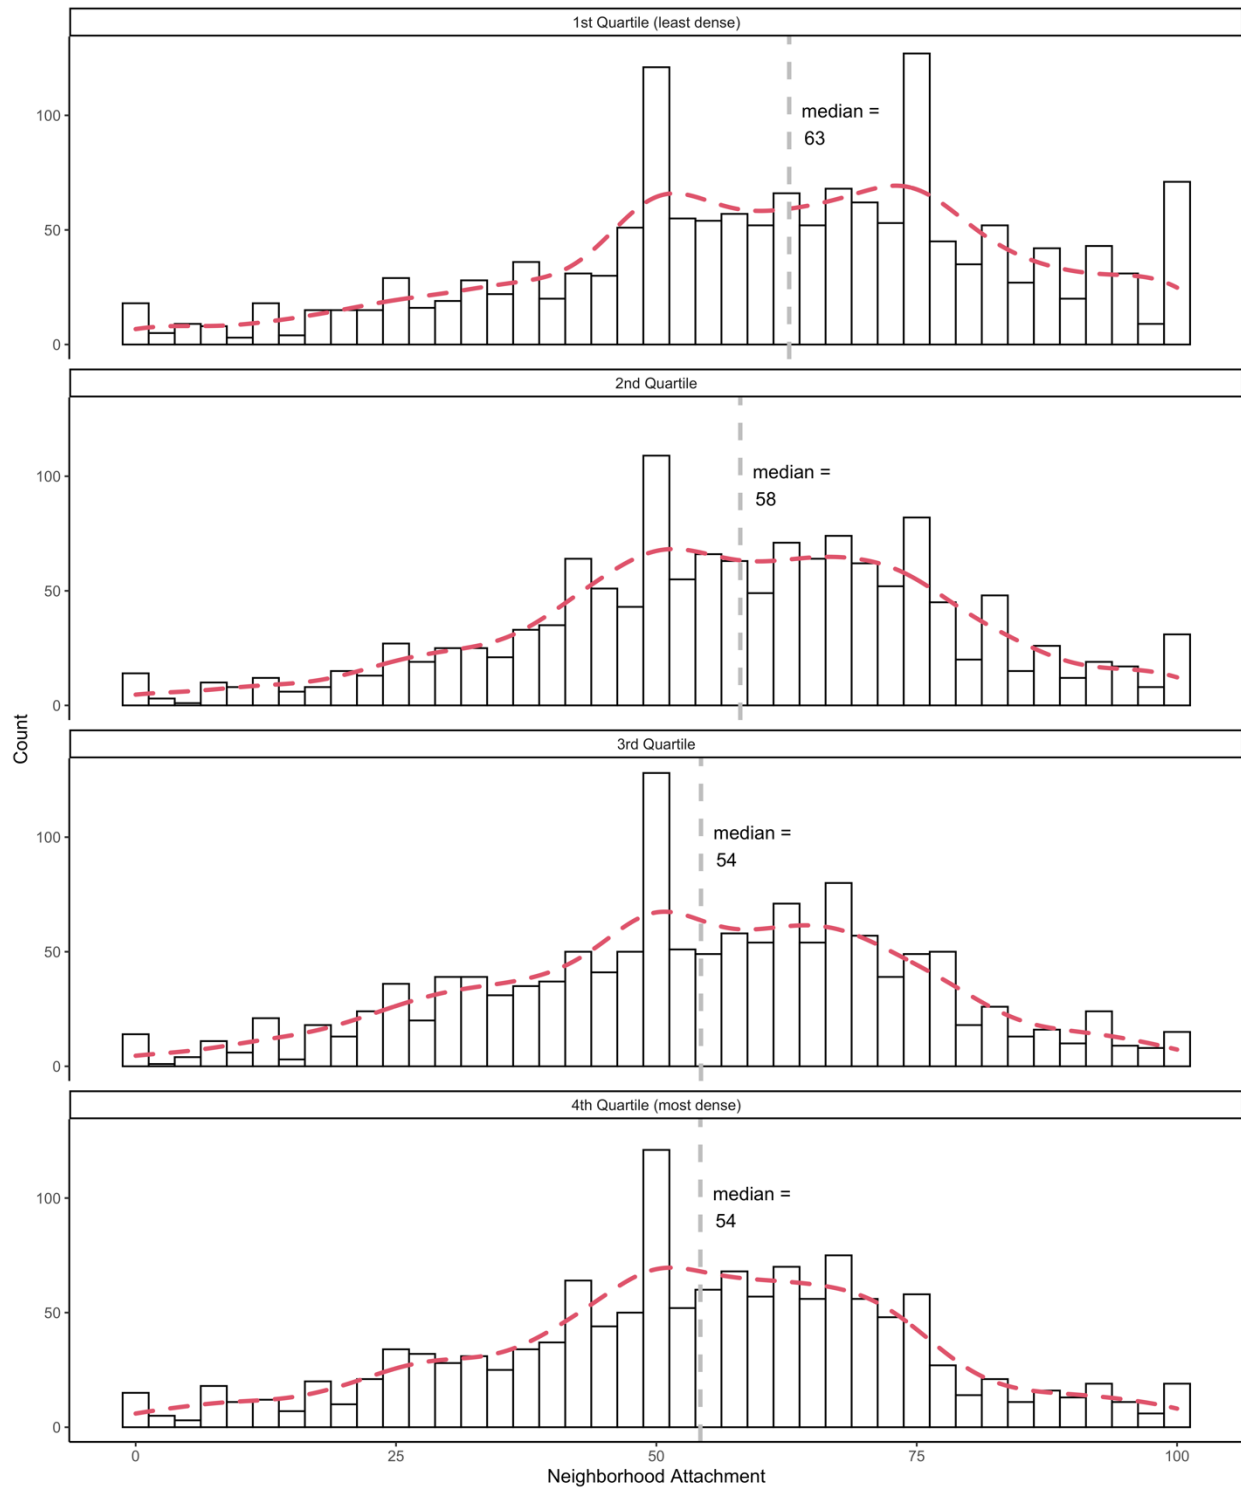 1st Quartile (least dense)
100
50
0
median =
63
2nd Quartile
100
50
0
median =
58
3rd Quartile
100
50
0
median =
54
4th Quartile (most dense)
100
50
0
median =
54
Count
0 25 50 75 100
Neighborhood Attachment